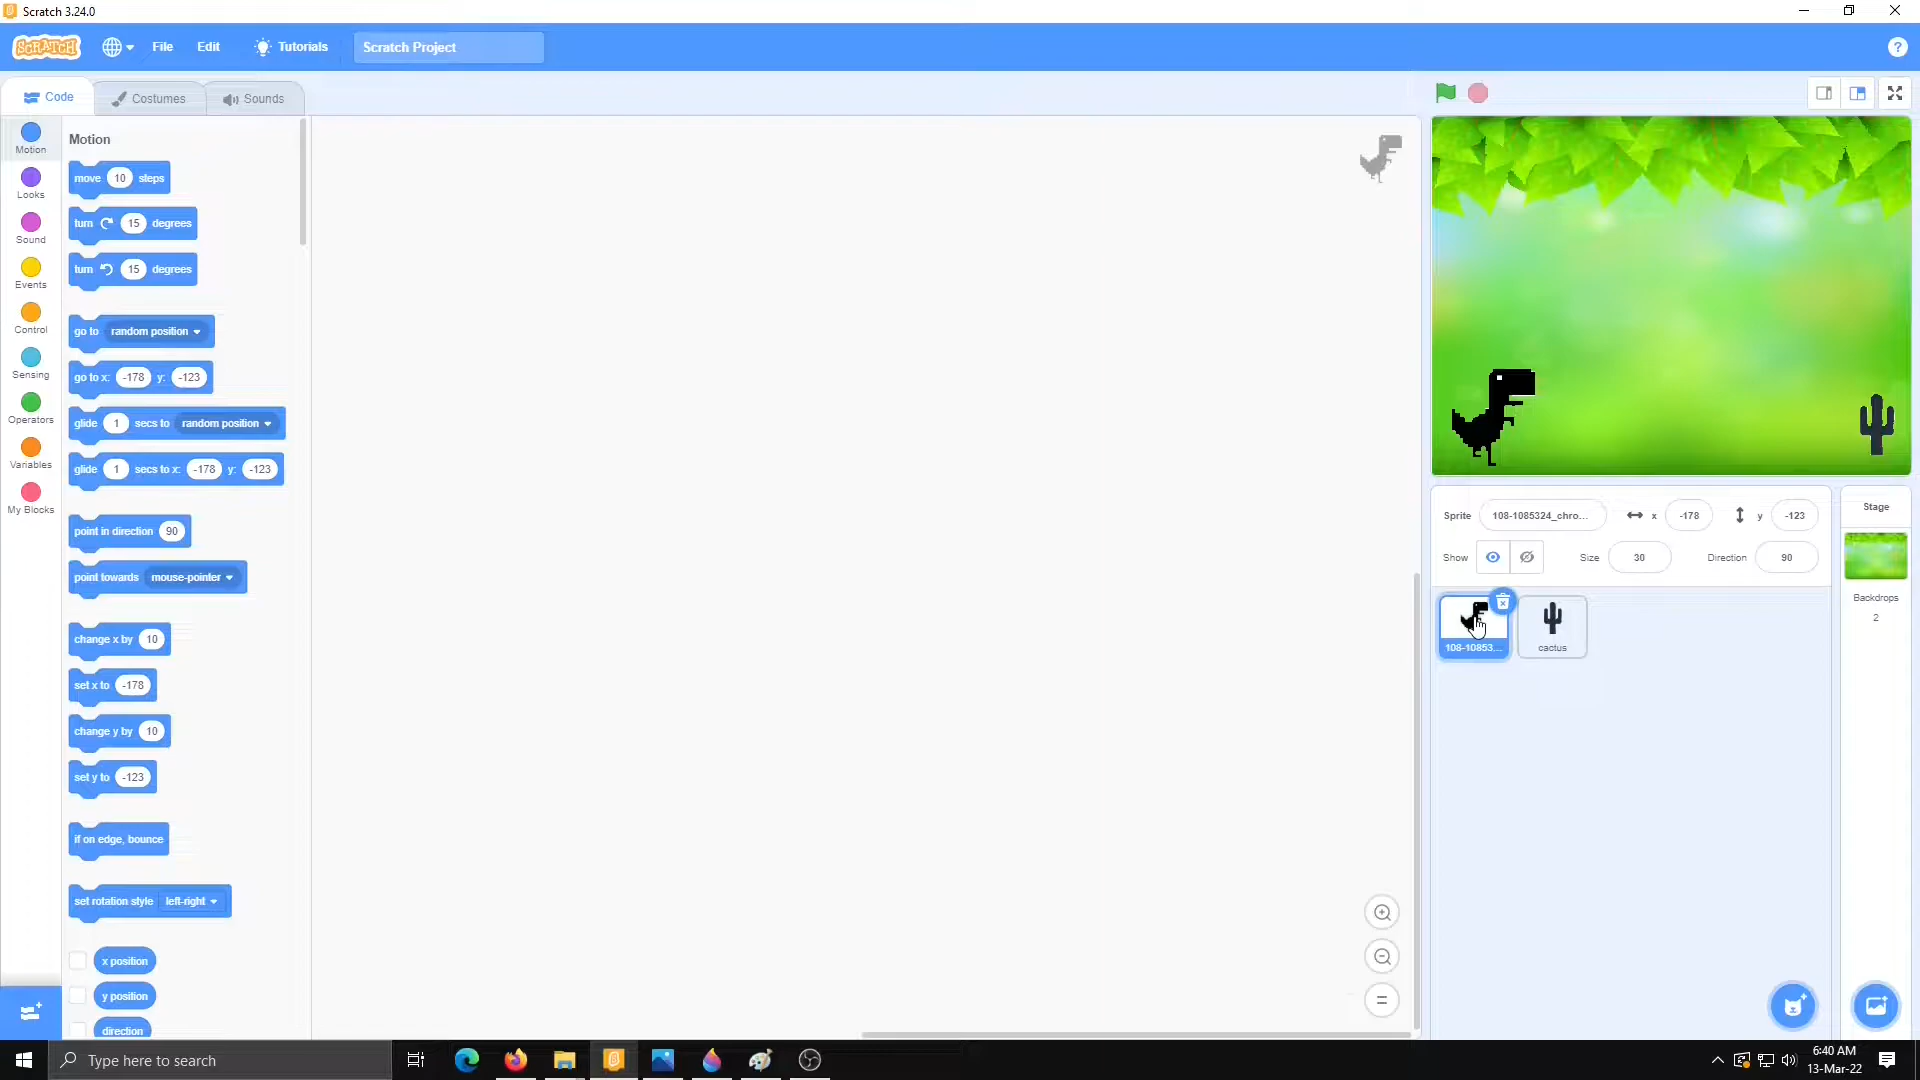 Scratch 3.24.0
SCRATCH
File
Edit
Tutorials
Scratch Project
?
Code
Costumes
Sounds
Motion
Looks
Sound
Events
Control
Sensing
Operators
Variables
My Blocks
Motion
move 10 steps
turn 15 degrees
turn 15 degrees
go to random position
go to x: -178 y: -123
glide 1 secs to random position
glide 1 secs to x: -178 y: -123
point in direction 90
point towards mouse-pointer
change x by 10
set x to -178
change y by 10
set y to -123
if on edge, bounce
set rotation style left-right
x position
y position
direction
Sprite 108-1085324_chro... x -178 y -123
Show Size 30 Direction 90
108-10853...
cactus
Stage
Backdrops
2
Type here to search
6:40 AM
13-Mar-22